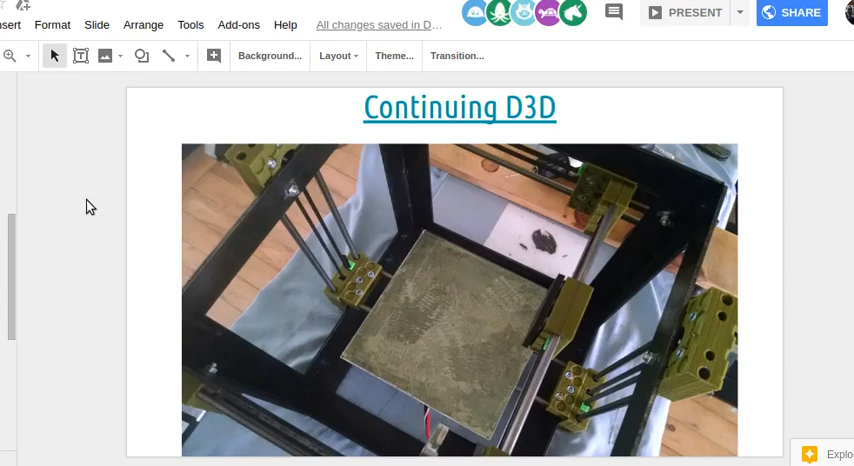 nsert Format Slide Arrange Tools Add-ons Help All changes saved in D… PRESENT SHARE
Background... Layout Theme... Transition...
Continuing D3D
Explo